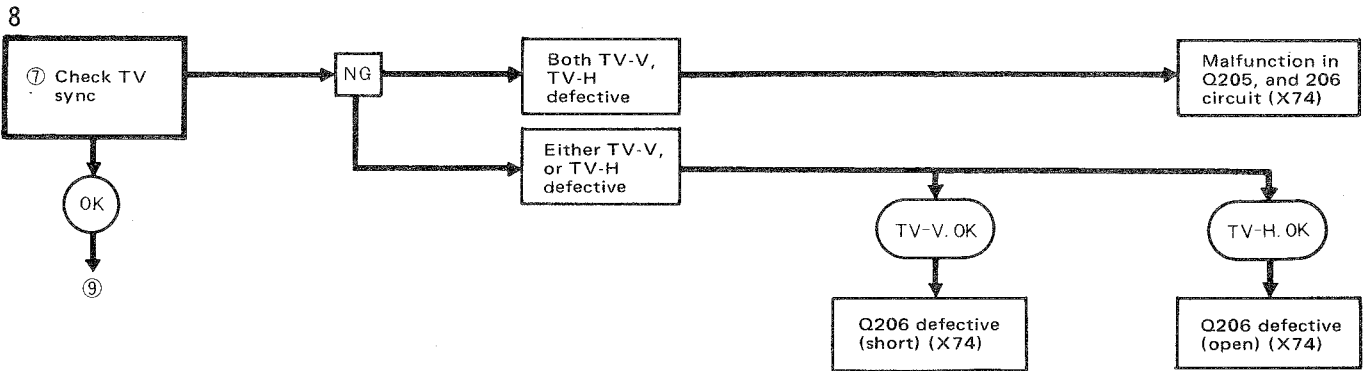 8
⑦ Check TV
sync
NG
Both TV-V,
TV-H
defective
Malfunction in
Q205, and 206
circuit (X74)
Either TV-V,
or TV-H
defective
OK
TV-V. OK
TV-H. OK
⑨
Q206 defective
(short) (X74)
Q206 defective
(open) (X74)